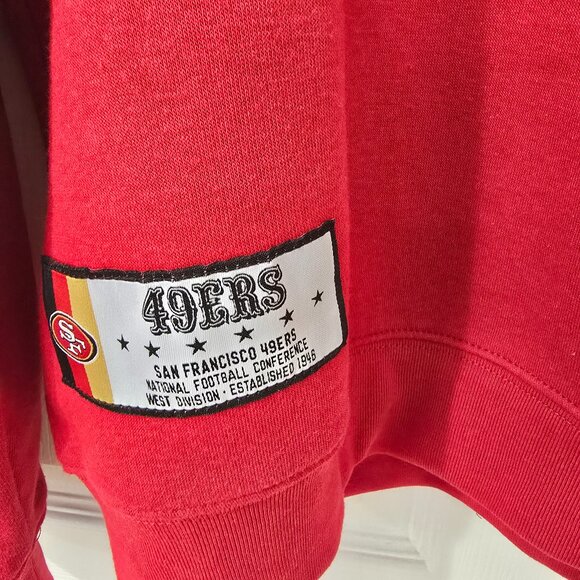 49ERS
SF
SAN FRANCISCO 49ERS
NATIONAL FOOTBALL CONFERENCE
WEST DIVISION · ESTABLISHED 1946